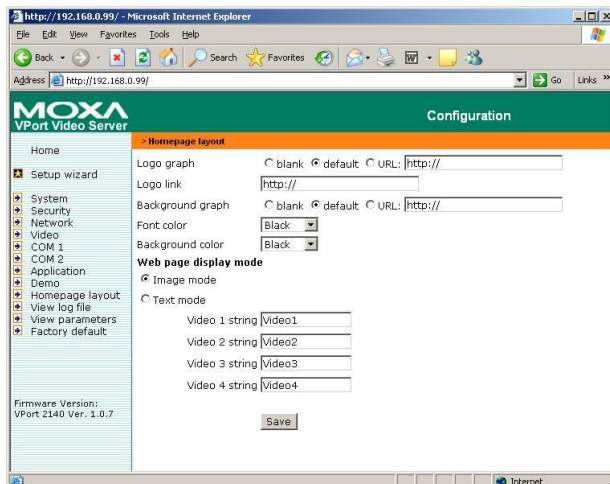 http://192.168.0.99/ - Microsoft Internet Explorer
File Edit View Favorites Tools Help
Back Search Favorites
Address http://192.168.0.99/ Go Links »
MOXA
VPort Video Server
Configuration
Home
Setup wizard
System
Security
Network
Video
COM 1
COM 2
Application
Demo
Homepage layout
View log file
View parameters
Factory default
Firmware Version:
VPort 2140 Ver. 1.0.7
> Homepage layout
Logo graph blank default URL: http://
Logo link http://
Background graph blank default URL: http://
Font color Black
Background color Black
Web page display mode
Image mode
Text mode
Video 1 string Video1
Video 2 string Video2
Video 3 string Video3
Video 4 string Video4
Save
Internet